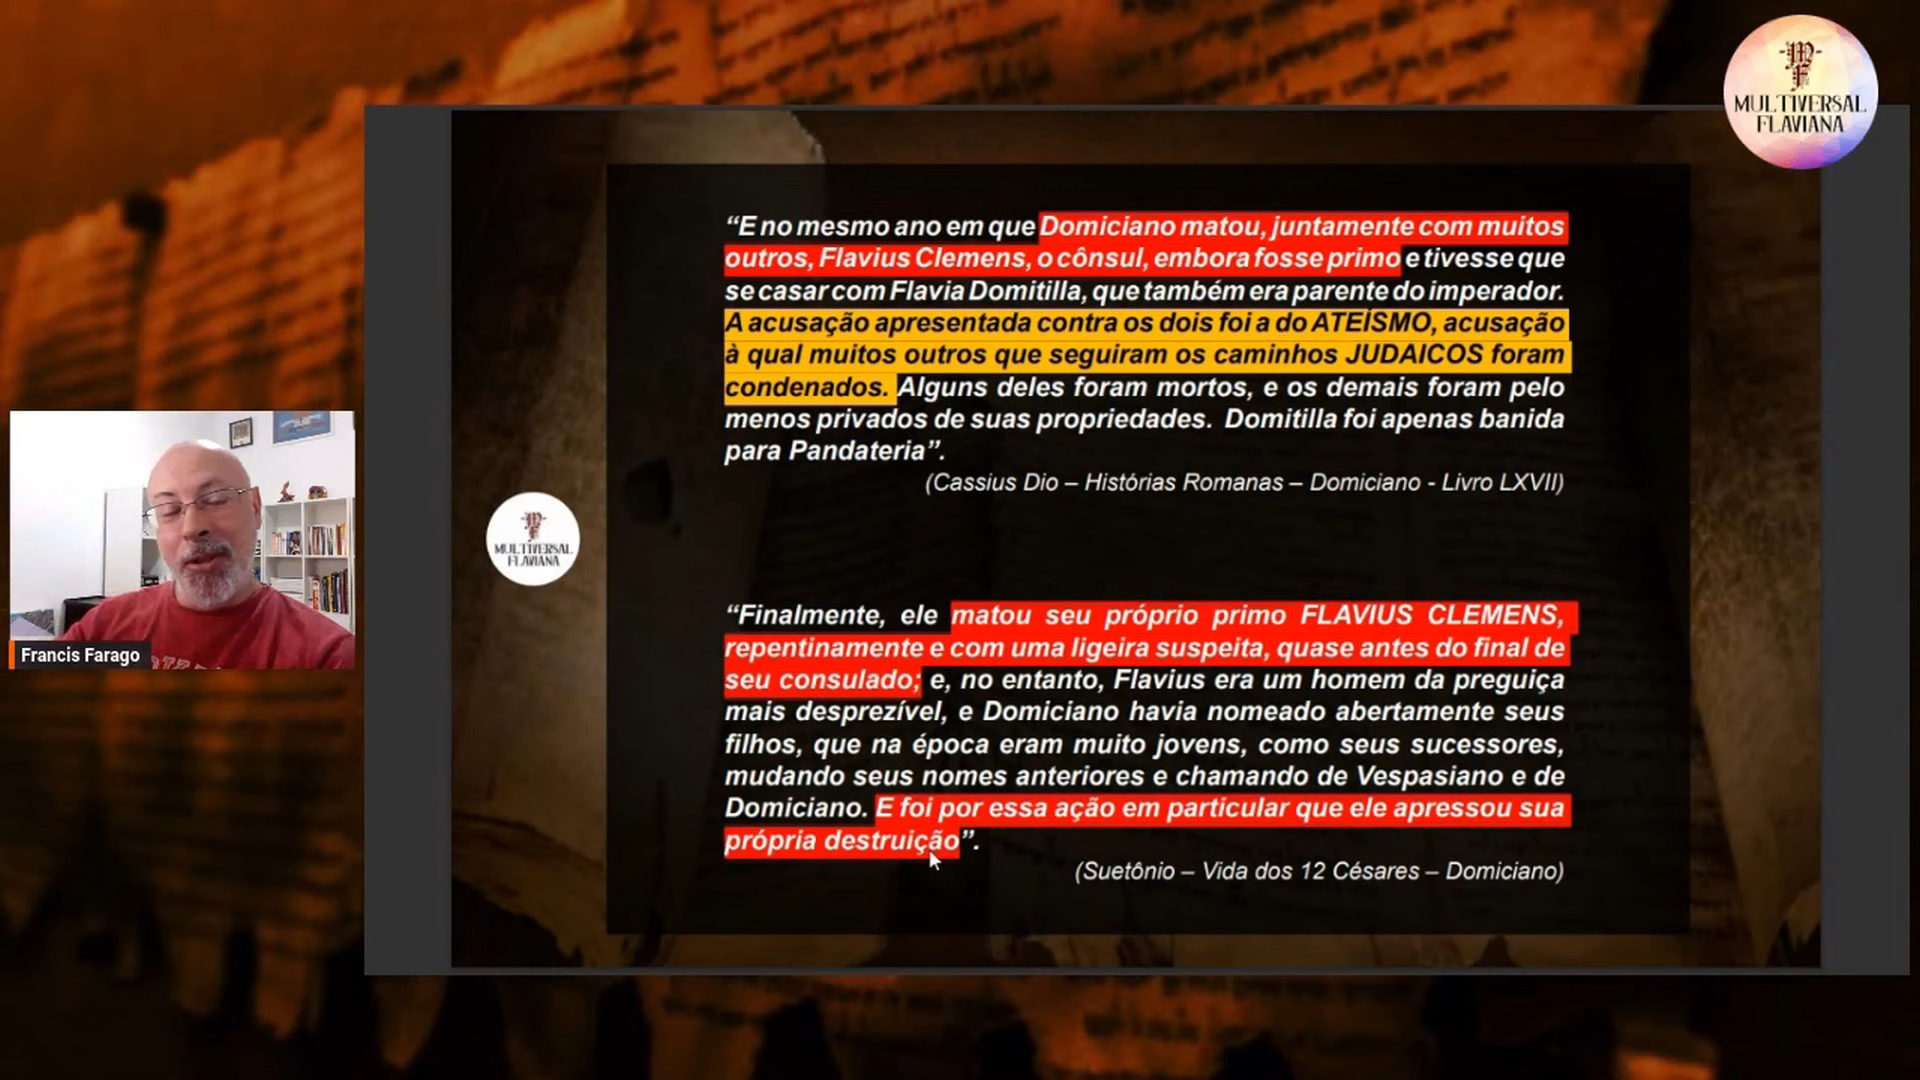 MULTIVERSAL
FLAVIANA
“E no mesmo ano em que Domiciano matou, juntamente com muitos
outros, Flavius Clemens, o cônsul, embora fosse primo e tivesse que
se casar com Flavia Domitilla, que também era parente do imperador.
A acusação apresentada contra os dois foi a do ATEÍSMO, acusação
à qual muitos outros que seguiram os caminhos JUDAICOS foram
condenados. Alguns deles foram mortos, e os demais foram pelo
menos privados de suas propriedades. Domitilla foi apenas banida
para Pandateria”.
(Cassius Dio – Histórias Romanas – Domiciano - Livro LXVII)
MULTIVERSAL
FLAVIANA
“Finalmente, ele matou seu próprio primo FLAVIUS CLEMENS,
repentinamente e com uma ligeira suspeita, quase antes do final de
seu consulado; e, no entanto, Flavius era um homem da preguiça
mais desprezível, e Domiciano havia nomeado abertamente seus
filhos, que na época eram muito jovens, como seus sucessores,
mudando seus nomes anteriores e chamando de Vespasiano e de
Domiciano. E foi por essa ação em particular que ele apressou sua
própria destruição”.
(Suetônio – Vida dos 12 Césares – Domiciano)
Francis Farago